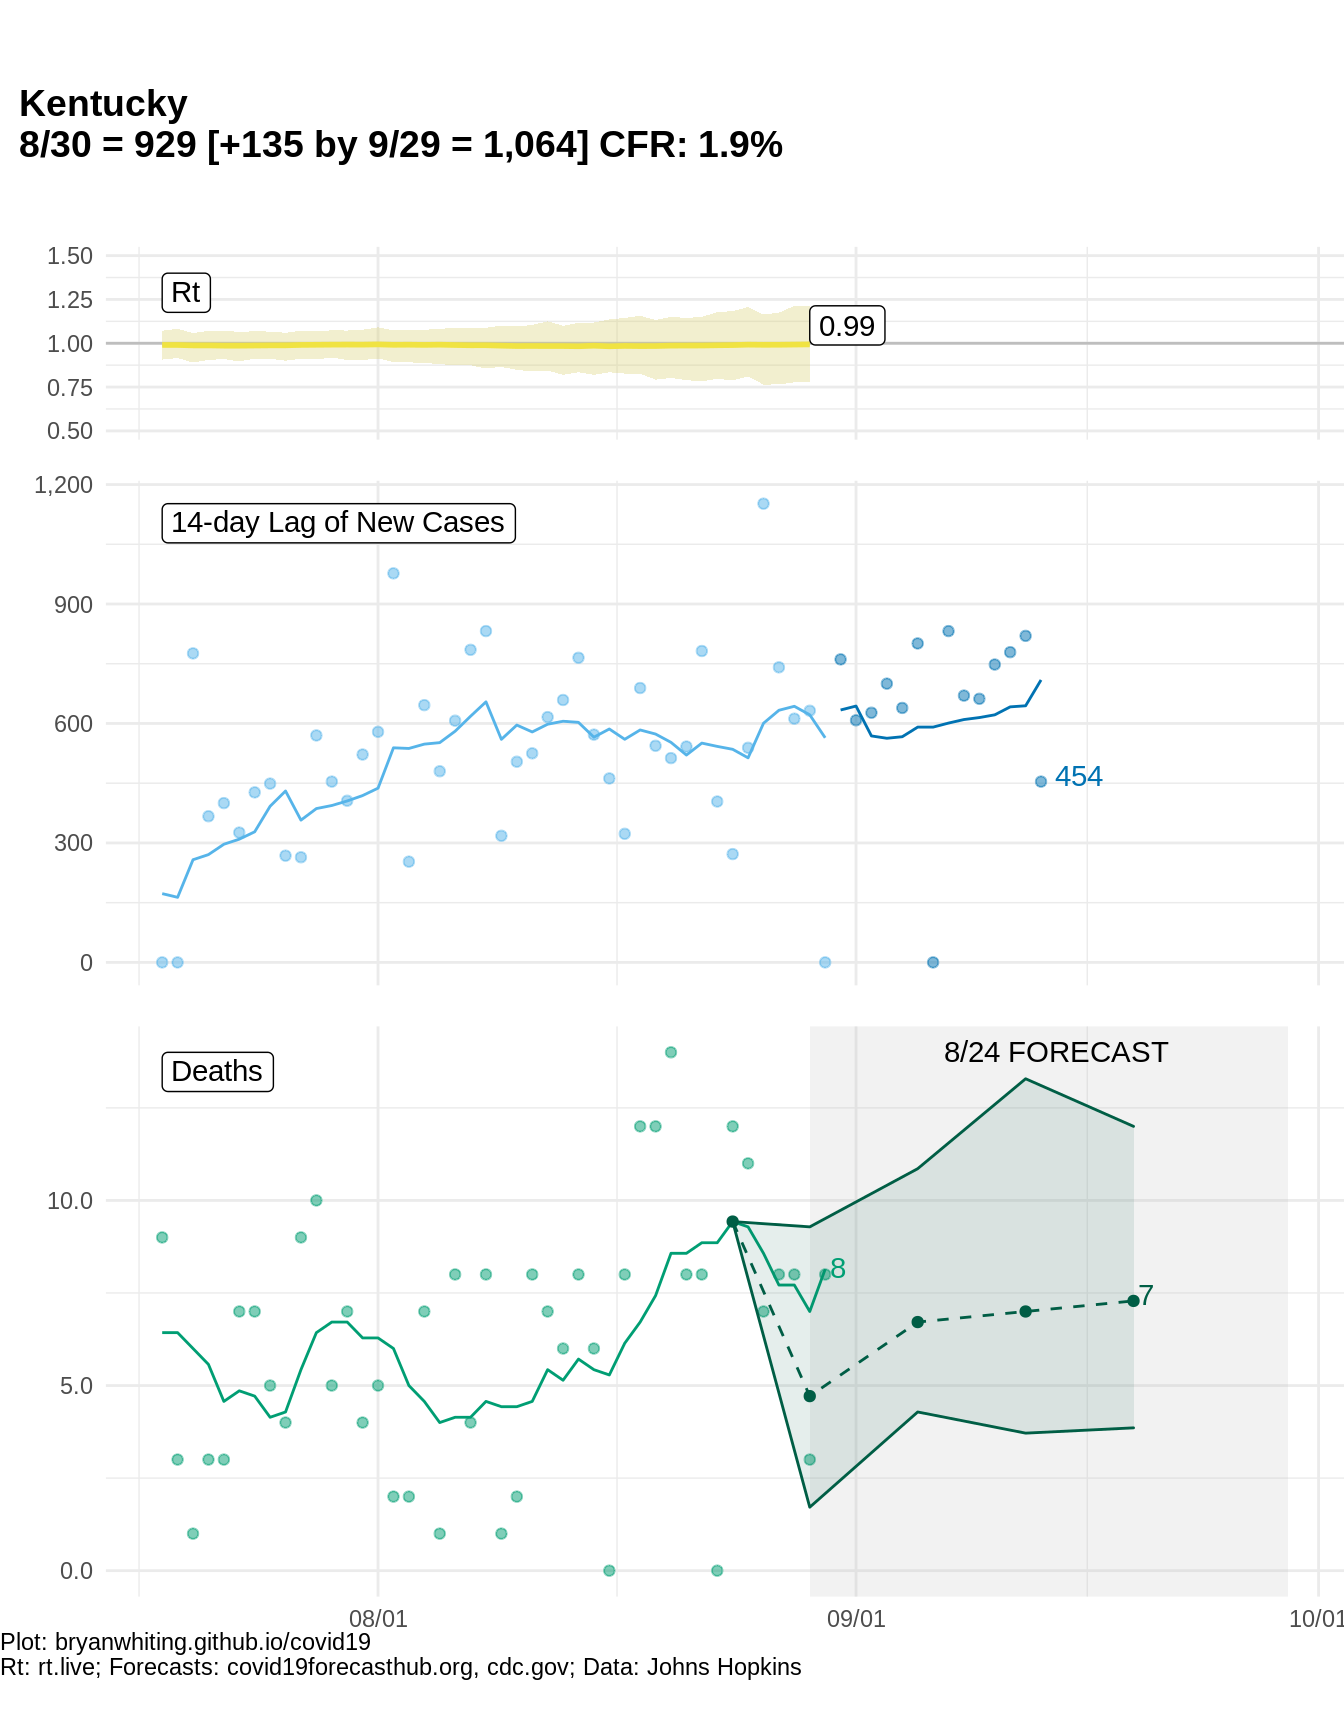 Kentucky
8/30 = 929 [+135 by 9/29 = 1,064] CFR: 1.9%
1.50
Rt
1.25
0.99
1.00
0.75
0.50
1,200
14-day Lag of New Cases
900
600
454
300
0
8/24 FORECAST
Deaths
10.0
8
7
5.0
0.0
08/01
09/01
10/01
Plot: bryanwhiting.github.io/covid19
Rt: rt.live; Forecasts: covid19forecasthub.org, cdc.gov; Data: Johns Hopkins